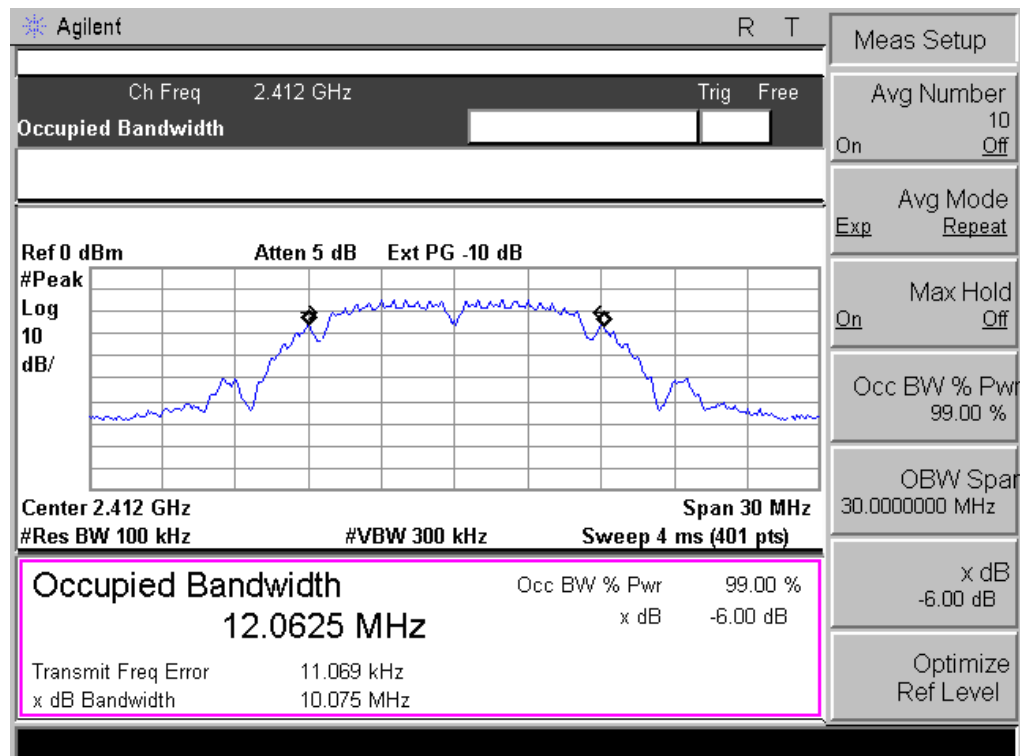 Agilent
R T
Ch Freq 2.412 GHz Trig Free
Occupied Bandwidth
Ref 0 dBm Atten 5 dB Ext PG -10 dB
#Peak
Log
10
dB/
Center 2.412 GHz Span 30 MHz
#Res BW 100 kHz #VBW 300 kHz Sweep 4 ms (401 pts)
Occupied Bandwidth
12.0625 MHz
Occ BW % Pwr 99.00 %
x dB -6.00 dB
Transmit Freq Error 11.069 kHz
x dB Bandwidth 10.075 MHz
Meas Setup
Avg Number
10
On Off
Avg Mode
Exp Repeat
Max Hold
On Off
Occ BW % Pwr
99.00 %
OBW Span
30.0000000 MHz
x dB
-6.00 dB
Optimize
Ref Level